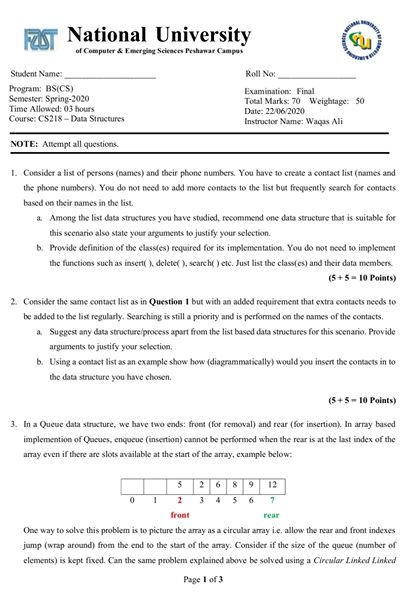 FAST
National University
of Computer & Emerging Sciences Peshawar Campus
Student Name: ____________________
Roll No: _________________
Program: BS(CS)
Semester: Spring-2020
Time Allowed: 03 hours
Course: CS218 – Data Structures
Examination: Final
Total Marks: 70 Weightage: 50
Date: 22/06/2020
Instructor Name: Waqas Ali
NOTE: Attempt all questions.
1. Consider a list of persons (names) and their phone numbers. You have to create a contact list (names and
the phone numbers). You do not need to add more contacts to the list but frequently search for contacts
based on their names in the list.
a. Among the list data structures you have studied, recommend one data structure that is suitable for
this scenario also state your arguments to justify your selection.
b. Provide definition of the class(es) required for its implementation. You do not need to implement
the functions such as insert( ), delete( ), search( ) etc. Just list the class(es) and their data members.
(5 + 5 = 10 Points)
2. Consider the same contact list as in Question 1 but with an added requirement that extra contacts needs to
be added to the list regularly. Searching is still a priority and is performed on the names of the contacts.
a. Suggest any data structure/process apart from the list based data structures for this scenario. Provide
arguments to justify your selection.
b. Using a contact list as an example show how (diagrammatically) would you insert the contacts in to
the data structure you have chosen.
(5 + 5 = 10 Points)
3. In a Queue data structure, we have two ends: front (for removal) and rear (for insertion). In array based
implemention of Queues, enqueue (insertion) cannot be performed when the rear is at the last index of the
array even if there are slots available at the start of the array, example below:
5 2 6 8 9 12
0 1 2 3 4 5 6 7
front rear
One way to solve this problem is to picture the array as a circular array i.e. allow the rear and front indexes
jump (wrap around) from the end to the start of the array. Consider if the size of the queue (number of
elements) is kept fixed. Can the same problem explained above be solved using a Circular Linked Linked
Page 1 of 3